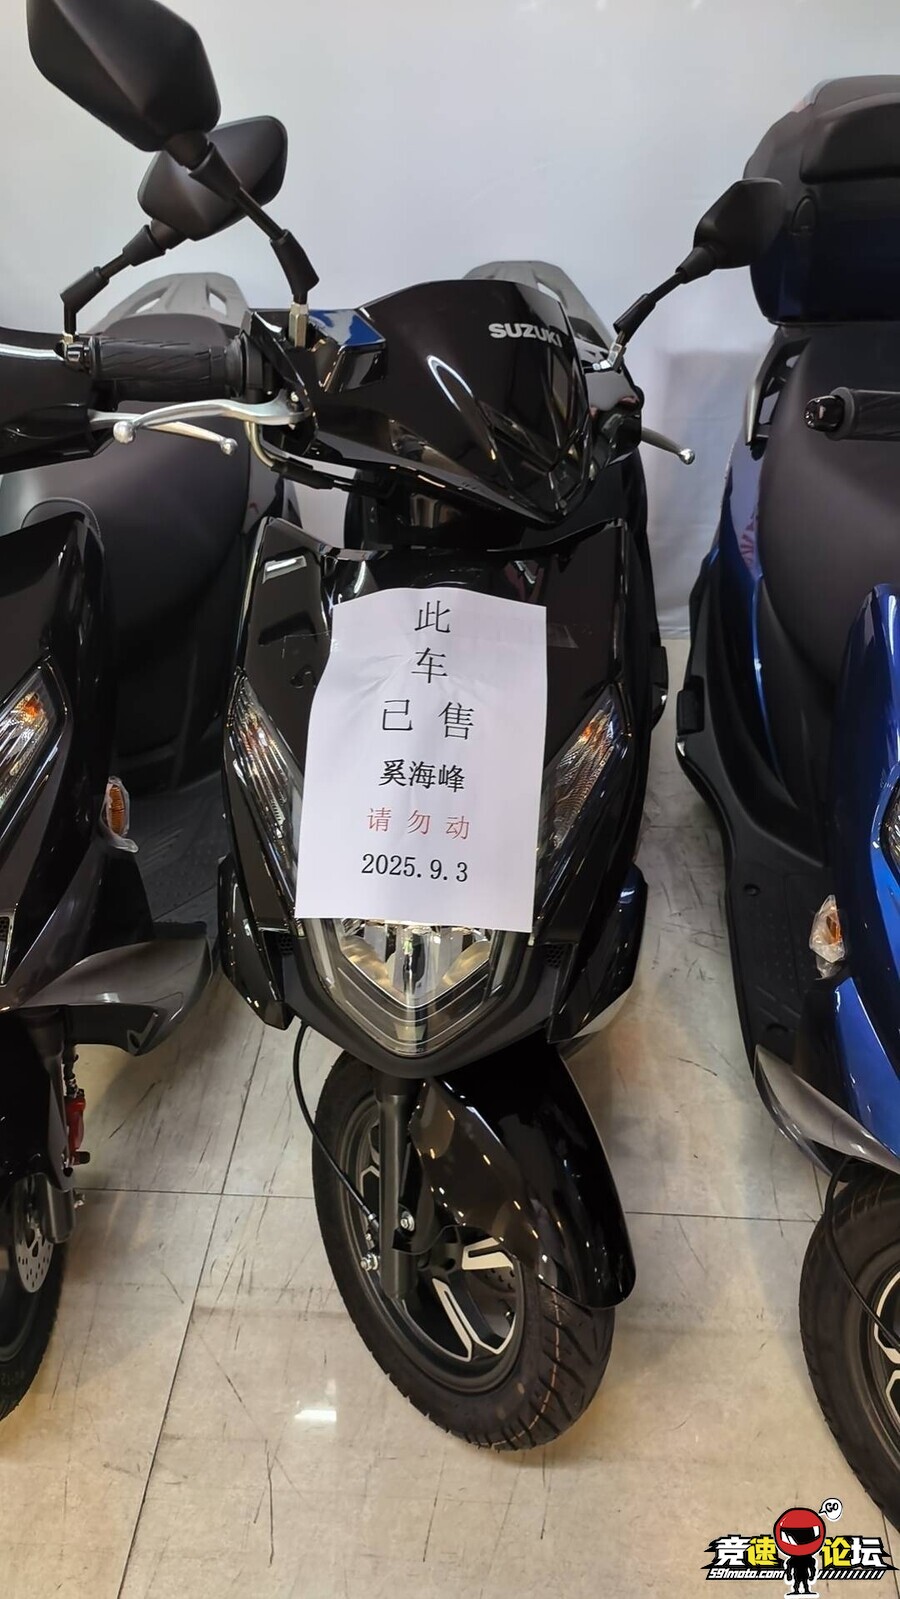 SUZUKI
此
车
已 售
奚海峰
请 勿 动
2025.9.3
GO
竞速论坛
591moto.com